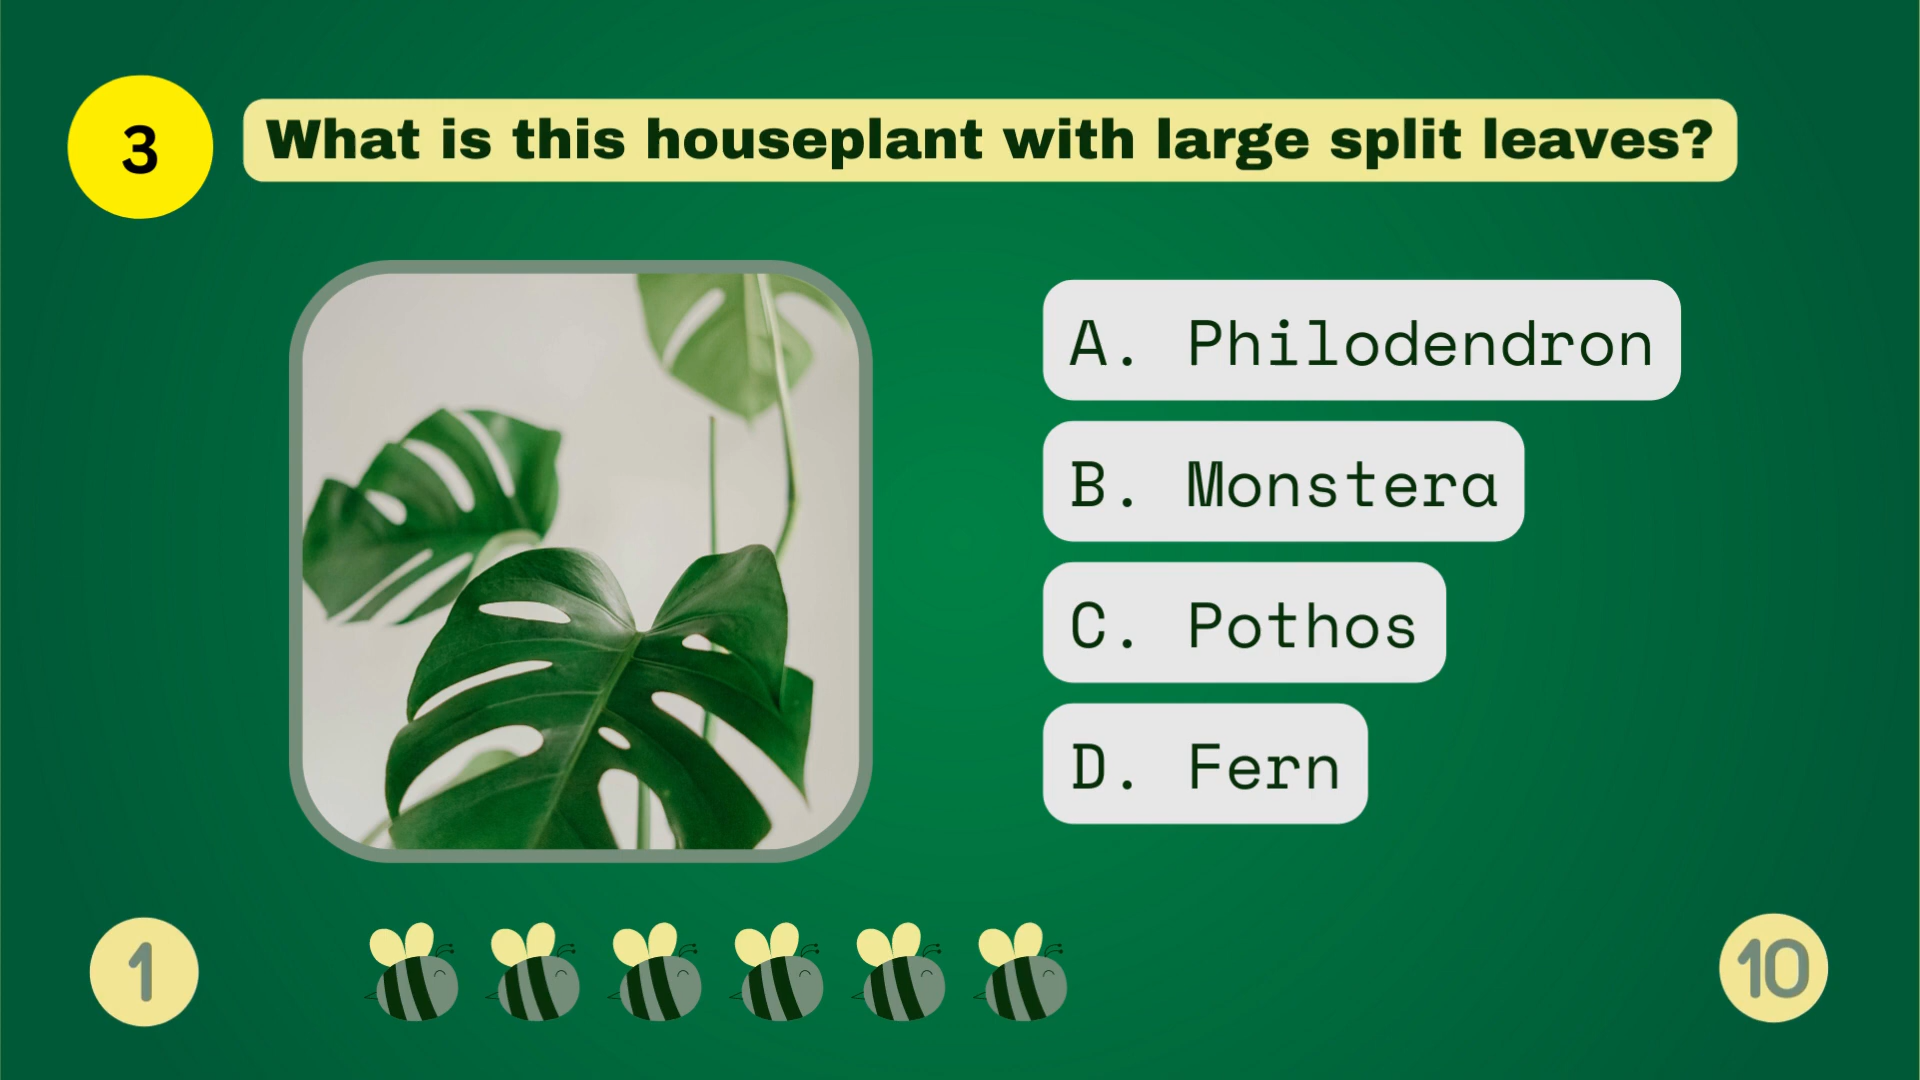 3
What is this houseplant with large split leaves?
A. Philodendron
B. Monstera
C. Pothos
D. Fern
1
10